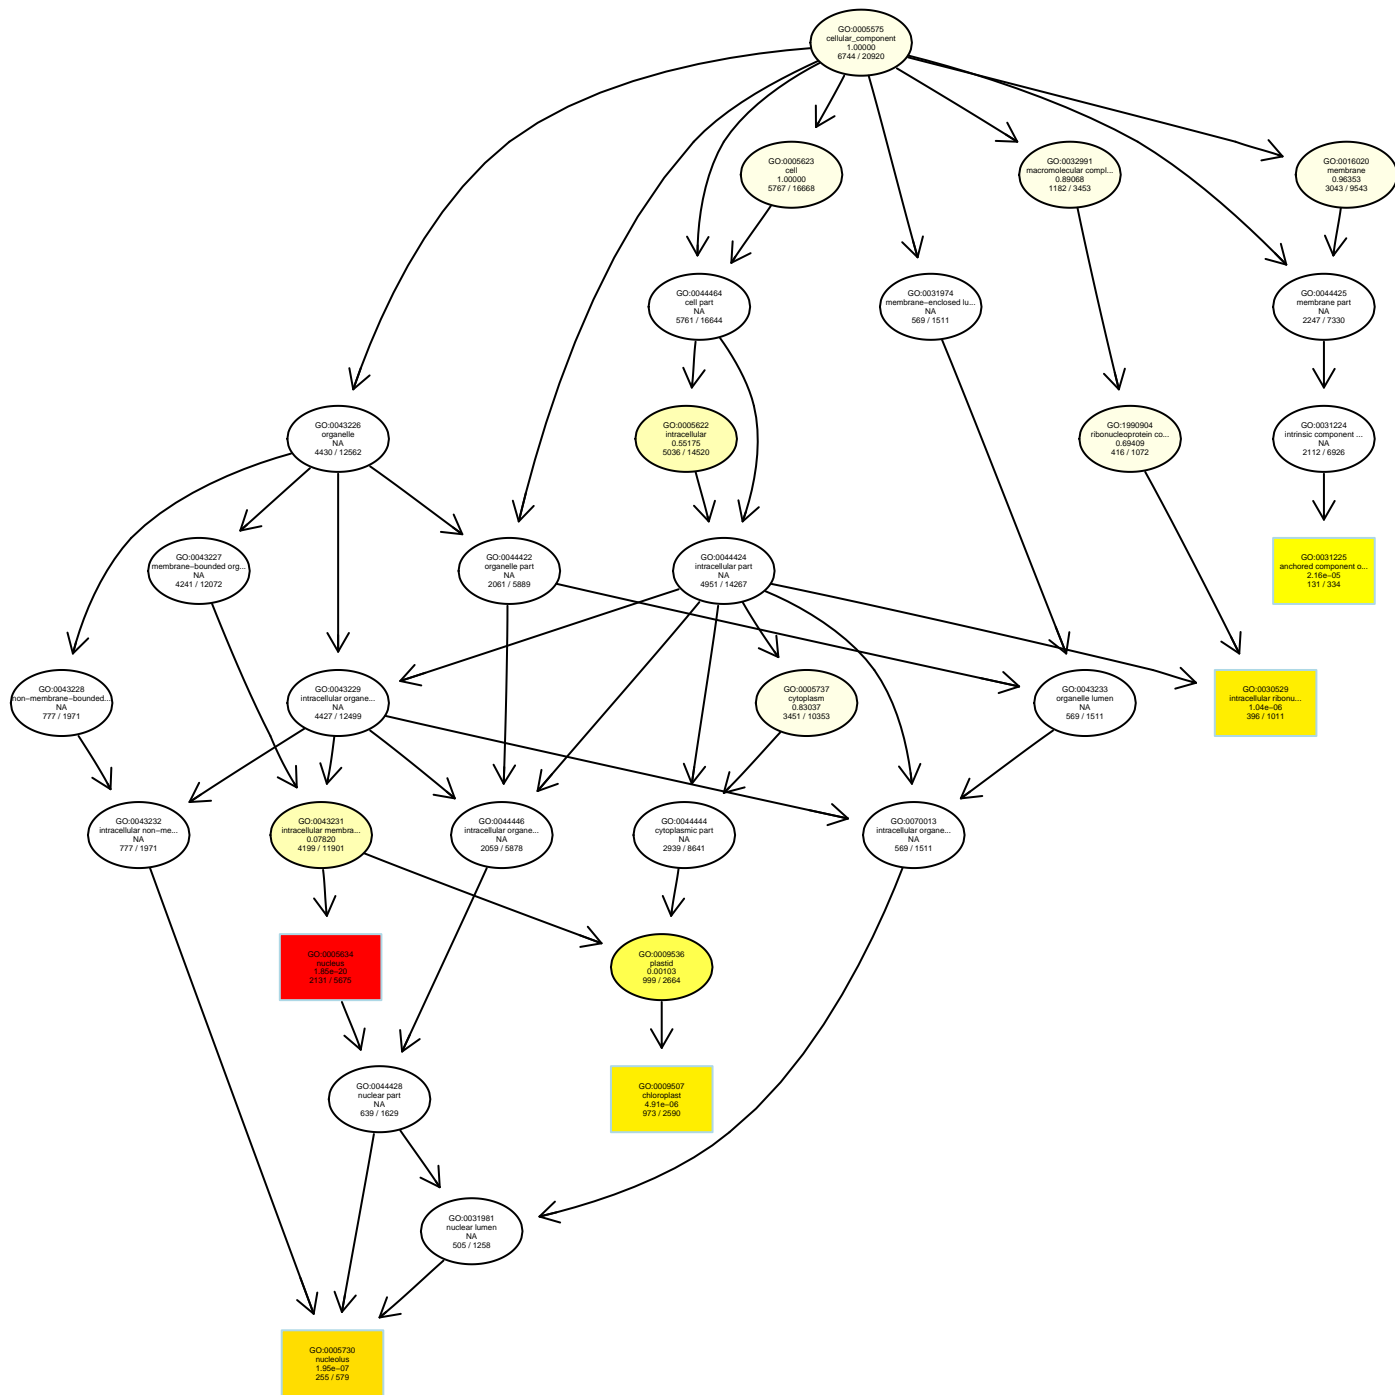 GO:0005575
cellular_component
1.00000
6744 / 20920
GO:0005623
cell
1.00000
5767 / 16668
GO:0032991
macromolecular compl...
0.89068
1182 / 3453
GO:0016020
membrane
0.96353
3043 / 9543
GO:0044464
cell part
NA
5761 / 16644
GO:0031974
membrane−enclosed lu...
NA
569 / 1511
GO:0044425
membrane part
NA
2247 / 7330
GO:0043226
organelle
NA
4430 / 12562
GO:0005622
intracellular
0.55175
5036 / 14520
GO:1990904
ribonucleoprotein co...
0.69409
416 / 1072
GO:0031224
intrinsic component ...
NA
2112 / 6926
GO:0043227
membrane−bounded org...
NA
4241 / 12072
GO:0044422
organelle part
NA
2061 / 5889
GO:0044424
intracellular part
NA
4951 / 14267
GO:0031225
anchored component o...
2.16e−05
131 / 334
GO:0043228
non−membrane−bounded...
NA
777 / 1971
GO:0043229
intracellular organe...
NA
4427 / 12499
GO:0005737
cytoplasm
0.83037
3451 / 10353
GO:0043233
organelle lumen
NA
569 / 1511
GO:0030529
intracellular ribonu...
1.04e−06
396 / 1011
GO:0043232
intracellular non−me...
NA
777 / 1971
GO:0043231
intracellular membra...
0.07820
4199 / 11901
GO:0044446
intracellular organe...
NA
2059 / 5878
GO:0044444
cytoplasmic part
NA
2939 / 8641
GO:0070013
intracellular organe...
NA
569 / 1511
GO:0005634
nucleus
1.85e−20
2131 / 5675
GO:0009536
plastid
0.00103
999 / 2664
GO:0044428
nuclear part
NA
639 / 1629
GO:0009507
chloroplast
4.91e−06
973 / 2590
GO:0031981
nuclear lumen
NA
505 / 1258
GO:0005730
nucleolus
1.95e−07
255 / 579